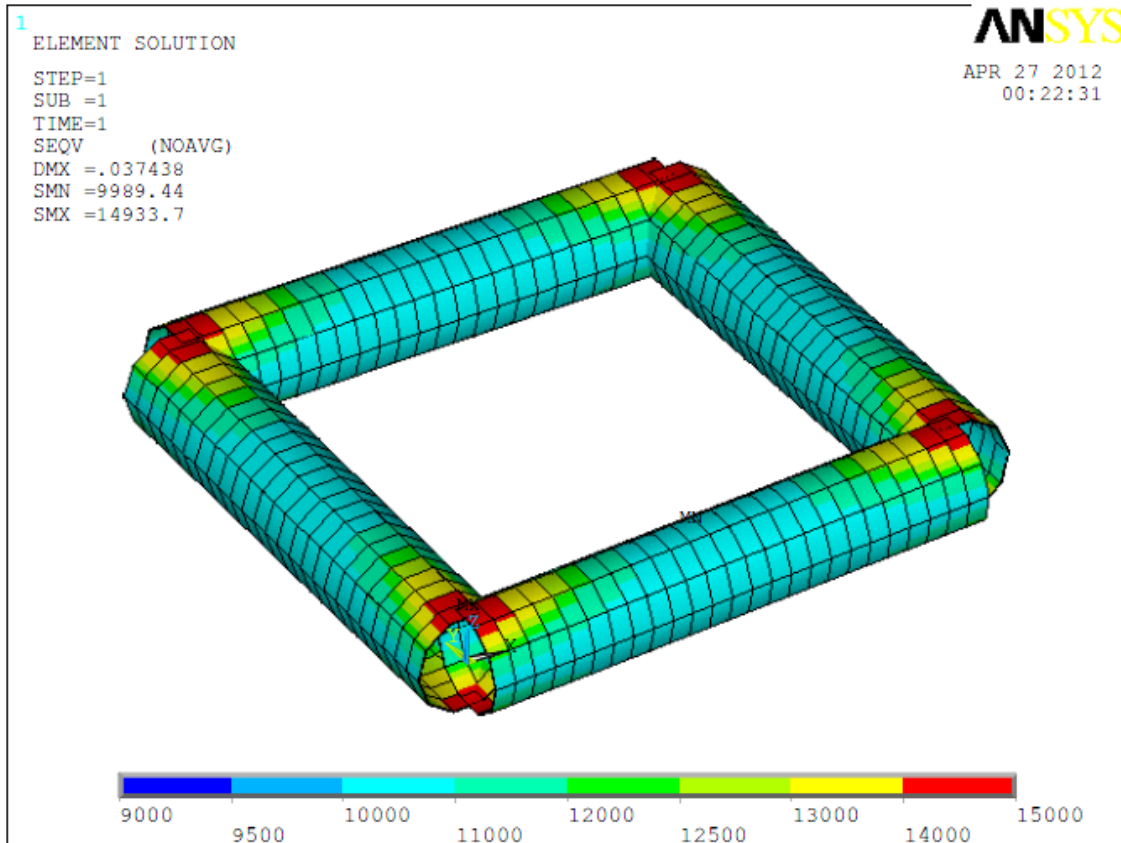 1
ELEMENT SOLUTION
STEP=1
SUB =1
TIME=1
SEQV (NOAVG)
DMX =.037438
SMN =9989.44
SMX =14933.7
ANSYS
APR 27 2012
00:22:31
MN
MX
Z
Y
X
9000
9500
10000
11000
12000
12500
13000
14000
15000